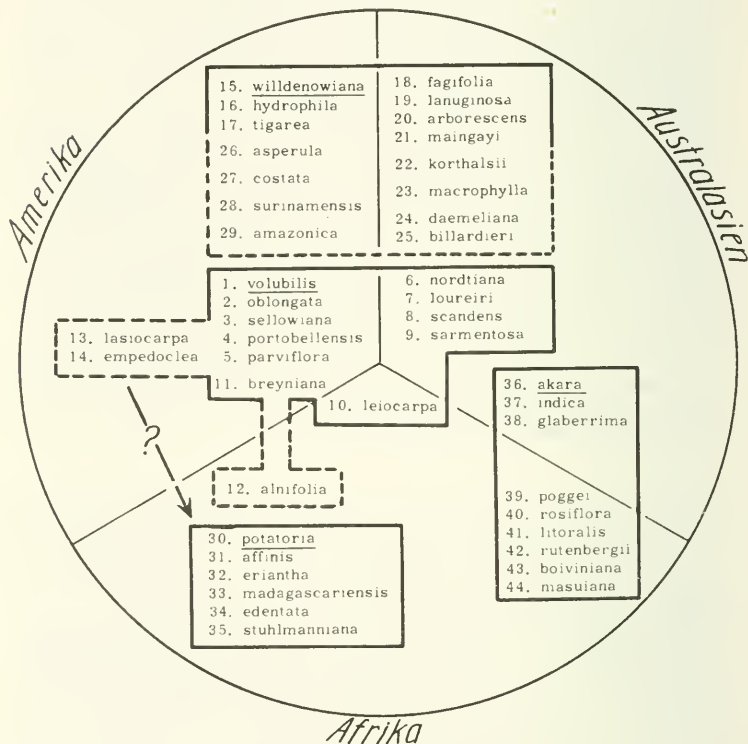 Amerika
Australasien
15. willdenowiana
16. hydrophila
17. tigarea
26. asperula
27. costata
28. surinamensis
29. amazonica
18. fagifolia
19. lanuginosa
20. arborescens
21. maingayi
22. korthalsii
23. macrophylla
24. daemeliana
25. billardieri
1. volubilis
2. oblongata
3. sellowiana
4. portobellensis
5. parviflora
11. breyniana
6. nordtiana
7. loureiri
8. scandens
9. sarmentosa
13. lasiocarpa
14. empedoclea
10. leiocarpa
?
12. alnifolia
36. akara
37. indica
38. glaberrima
39. poggei
40. rosiflora
41. litoralis
42. rutenbergii
43. boiviniana
44. masuiana
30. potatoria
31. affinis
32. eriantha
33. madagascariensis
34. edentata
35. stuhlmanniana
Afrika